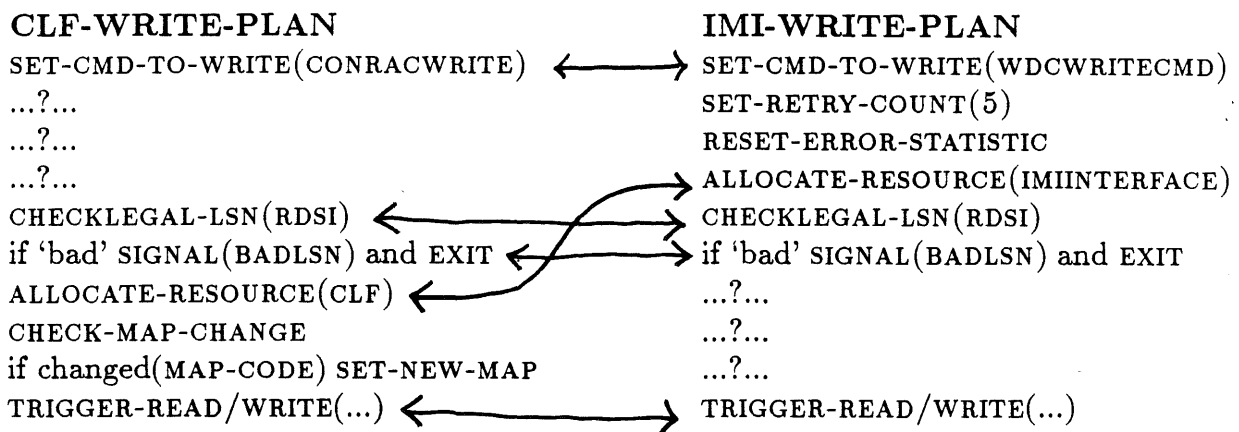 CLF-WRITE-PLAN IMI-WRITE-PLAN
SET-CMD-TO-WRITE(CONRACWRITE) SET-CMD-TO-WRITE(WDCWRITECMD)
...?... SET-RETRY-COUNT(5)
...?... RESET-ERROR-STATISTIC
...?... ALLOCATE-RESOURCE(IMIINTERFACE)
CHECKLEGAL-LSN(RDSI) CHECKLEGAL-LSN(RDSI)
if ‘bad’ SIGNAL(BADLSN) and EXIT if ‘bad’ SIGNAL(BADLSN) and EXIT
ALLOCATE-RESOURCE(CLF) ...?...
CHECK-MAP-CHANGE ...?...
if changed(MAP-CODE) SET-NEW-MAP ...?...
TRIGGER-READ/WRITE(...) TRIGGER-READ/WRITE(...)